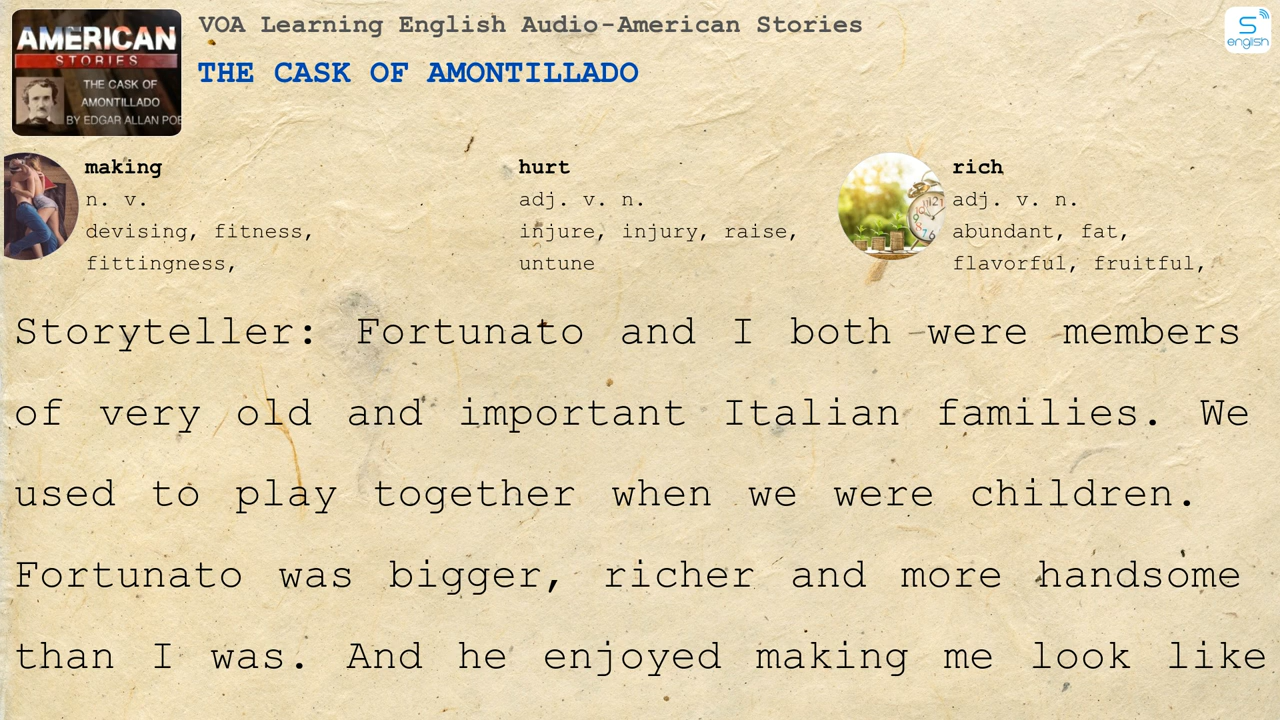 VOA Learning English Audio-American Stories
THE CASK OF AMONTILLADO
AMERICAN
STORIES
THE CASK OF
AMONTILLADO
BY EDGAR ALLAN POE
S
english
making
n. v.
devising, fitness,
fittingness,
hurt
adj. v. n.
injure, injury, raise,
untune
rich
adj. v. n.
abundant, fat,
flavorful, fruitful,
Storyteller: Fortunato and I both were members
of very old and important Italian families. We
used to play together when we were children.
Fortunato was bigger, richer and more handsome
than I was. And he enjoyed making me look like